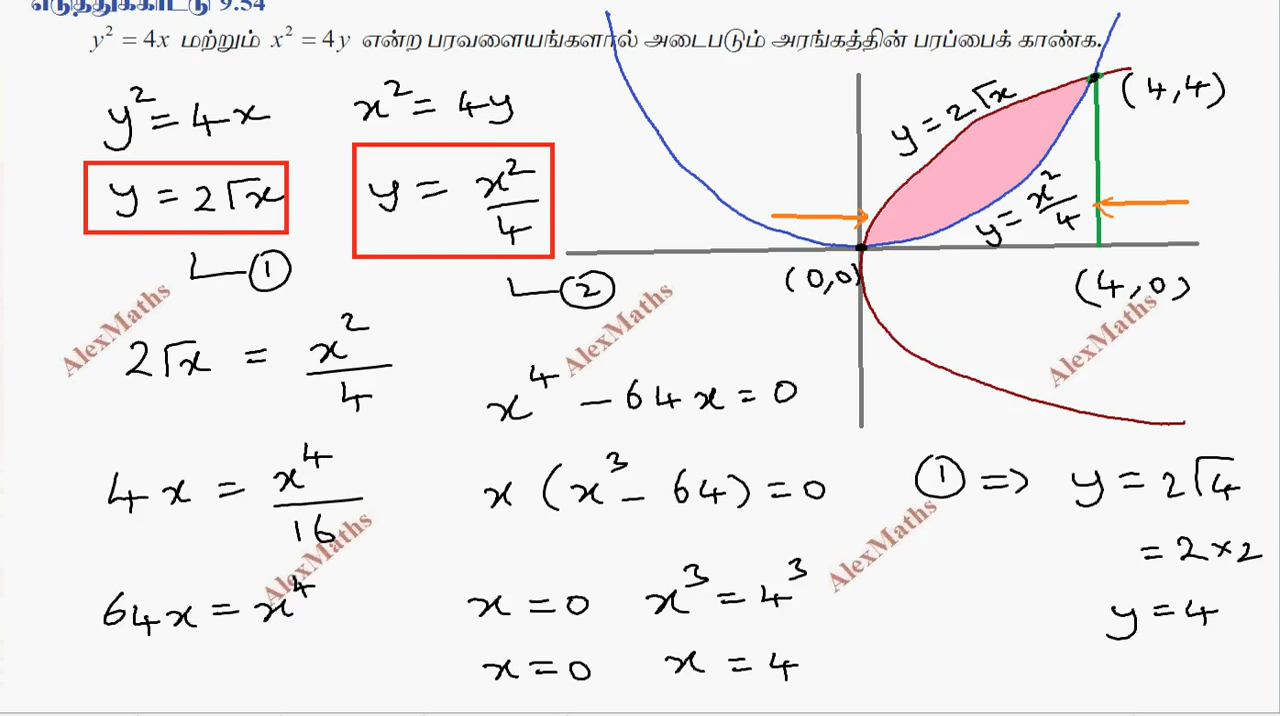 எடுத்துக்காட்டு 9.54
y² = 4x மற்றும் x² = 4y என்ற பரவளையங்களால் அடைபடும் அரங்கத்தின் பரப்பைக் காண்க.
y² = 4x
x² = 4y
y = 2√x
y = x²/4
①
②
y = 2√x
(4,4)
y = x²/4
(0,0)
(4,0)
AlexMaths
AlexMaths
AlexMaths
2√x = x²/4
x⁴ – 64x = 0
4x = x⁴/16
x (x³ – 64) = 0
① => y = 2√4
= 2×2
AlexMaths
AlexMaths
64x = x⁴
x = 0 x³ = 4³
y = 4
x = 0 x = 4